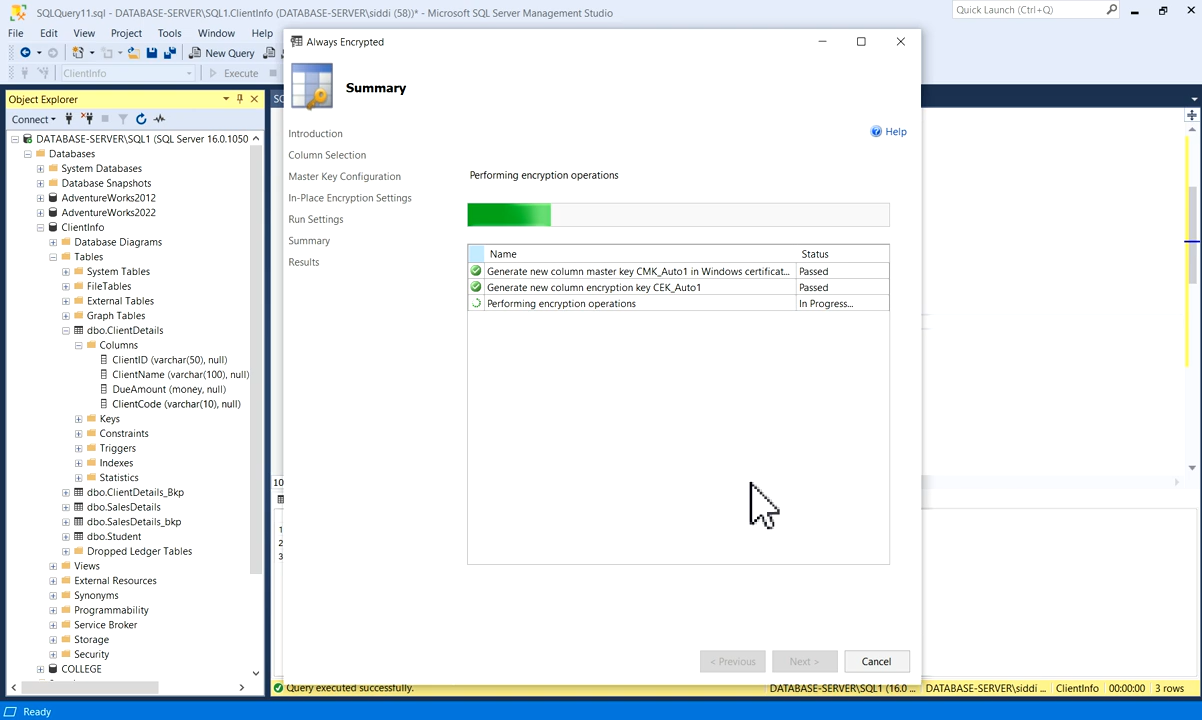 SQLQuery11.sql - DATABASE-SERVER\SQL1.ClientInfo (DATABASE-SERVER\siddi (58))* - Microsoft SQL Server Management Studio
Quick Launch (Ctrl+Q)
File Edit View Project Tools Window Help
New Query
ClientInfo
Execute
Object Explorer
Connect
DATABASE-SERVER\SQL1 (SQL Server 16.0.1050
Databases
System Databases
Database Snapshots
AdventureWorks2012
AdventureWorks2022
ClientInfo
Database Diagrams
Tables
System Tables
FileTables
External Tables
Graph Tables
dbo.ClientDetails
Columns
ClientID (varchar(50), null)
ClientName (varchar(100), null)
DueAmount (money, null)
ClientCode (varchar(10), null)
Keys
Constraints
Triggers
Indexes
Statistics
dbo.ClientDetails_Bkp
dbo.SalesDetails
dbo.SalesDetails_bkp
dbo.Student
Dropped Ledger Tables
Views
External Resources
Synonyms
Programmability
Service Broker
Storage
Security
COLLEGE
Always Encrypted
Summary
Introduction
Column Selection
Master Key Configuration
In-Place Encryption Settings
Run Settings
Summary
Results
Help
Performing encryption operations
Name Status
Generate new column master key CMK_Auto1 in Windows certificat... Passed
Generate new column encryption key CEK_Auto1 Passed
Performing encryption operations In Progress...
< Previous Next > Cancel
10
1
2
3
Query executed successfully. DATABASE-SERVER\SQL1 (16.0 ... DATABASE-SERVER\siddi ... ClientInfo 00:00:00 3 rows
Ready